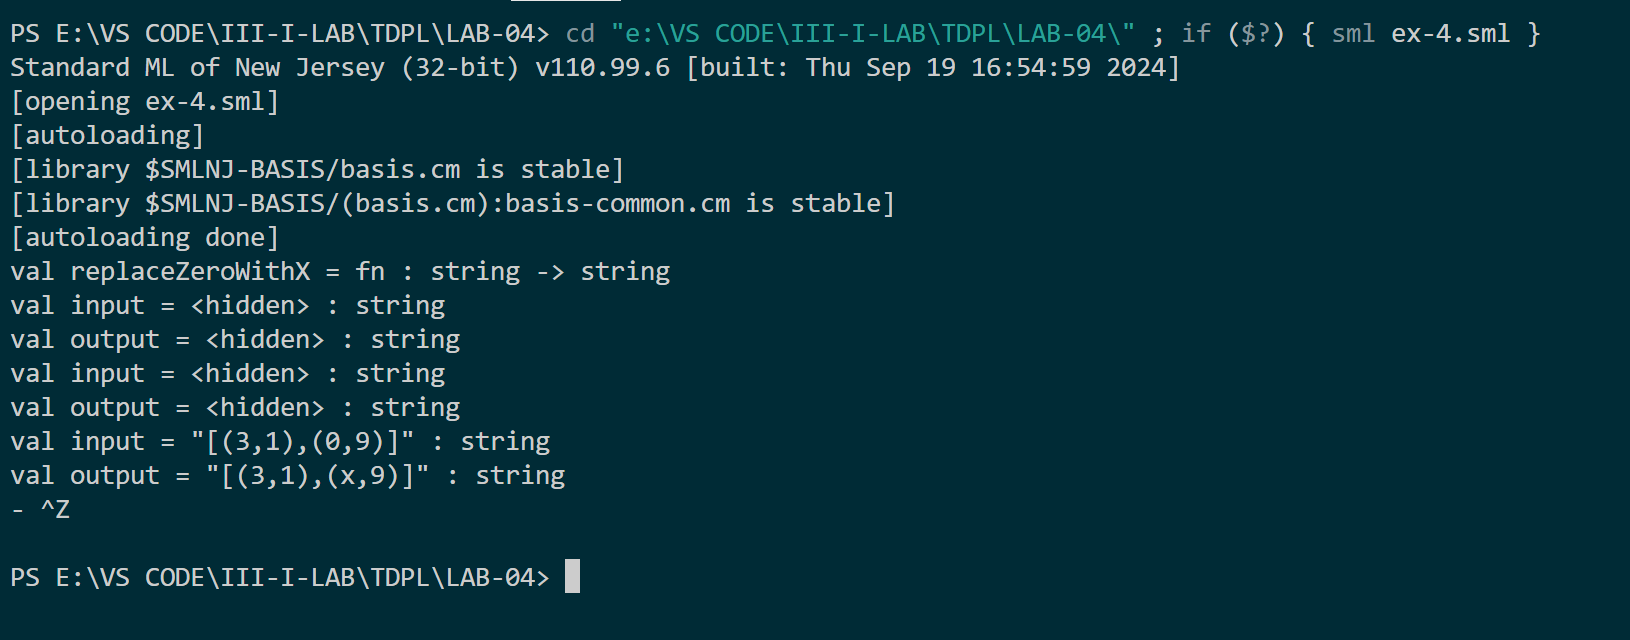 PS E:\VS CODE\III-I-LAB\TDPL\LAB-04> cd "e:\VS CODE\III-I-LAB\TDPL\LAB-04\" ; if ($?) { sml ex-4.sml }
Standard ML of New Jersey (32-bit) v110.99.6 [built: Thu Sep 19 16:54:59 2024]
[opening ex-4.sml]
[autoloading]
[library $SMLNJ-BASIS/basis.cm is stable]
[library $SMLNJ-BASIS/(basis.cm):basis-common.cm is stable]
[autoloading done]
val replaceZeroWithX = fn : string -> string
val input = <hidden> : string
val output = <hidden> : string
val input = <hidden> : string
val output = <hidden> : string
val input = "[(3,1),(0,9)]" : string
val output = "[(3,1),(x,9)]" : string
- ^Z
PS E:\VS CODE\III-I-LAB\TDPL\LAB-04>